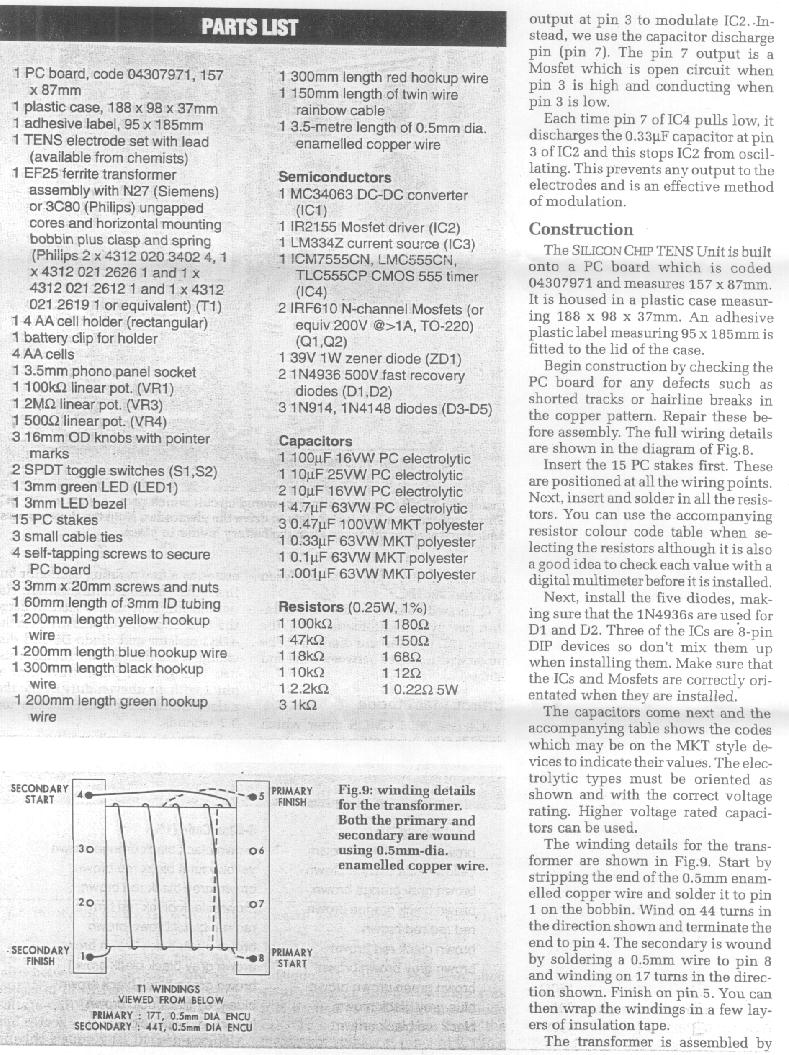 PARTS LIST
1 PC board, code 04307971, 157
x 87mm
1 plastic case, 188 x 98 x 37mm
1 adhesive label, 95 x 185mm
1 TENS electrode set with lead
(available from chemists)
1 EF25 ferrite transformer
assembly with N27 (Siemens)
or 3C80 (Philips) ungapped
cores and horizontal mounting
bobbin plus clasp and spring
(Philips 2 x 4312 020 3402 4, 1
x 4312 021 2626 1 and 1 x
4312 021 2612 1 and 1 x 4312
021 2619 1 or equivalent) (T1)
1 4 AA cell holder (rectangular)
1 battery clip for holder
4 AA cells
1 3.5mm phono panel socket
1 100kΩ linear pot. (VR1)
1 2MΩ linear pot. (VR3)
1 500Ω linear pot. (VR4)
3 16mm OD knobs with pointer
marks
2 SPDT toggle switches (S1,S2)
1 3mm green LED (LED1)
1 3mm LED bezel
15 PC stakes
3 small cable ties
4 self-tapping screws to secure
PC board
3 3mm x 20mm screws and nuts
1 60mm length of 3mm ID tubing
1 200mm length yellow hookup
wire
1 200mm length blue hookup wire
1 300mm length black hookup
wire
1 200mm length green hookup
wire
1 300mm length red hookup wire
1 150mm length of twin wire
rainbow cable
1 3.5-metre length of 0.5mm dia.
enamelled copper wire
Semiconductors
1 MC34063 DC-DC converter
(IC1)
1 IR2155 Mosfet driver (IC2)
1 LM334Z current source (IC3)
1 ICM7555CN, LMC555CN,
TLC555CP CMOS 555 timer
(IC4)
2 IRF610 N-channel Mosfets (or
equiv 200V @>1A, TO-220)
(Q1,Q2)
1 39V 1W zener diode (ZD1)
2 1N4936 500V fast recovery
diodes (D1,D2)
3 1N914, 1N4148 diodes (D3-D5)
Capacitors
1 100µF 16VW PC electrolytic
1 10µF 25VW PC electrolytic
2 10µF 16VW PC electrolytic
1 4.7µF 63VW PC electrolytic
3 0.47µF 100VW MKT polyester
1 0.33µF 63VW MKT polyester
1 0.1µF 63VW MKT polyester
1 .001µF 63VW MKT polyester
Resistors (0.25W, 1%)
1 100kΩ 1 180Ω
1 47kΩ 1 150Ω
1 18kΩ 1 68Ω
1 10kΩ 1 12Ω
1 2.2kΩ 1 0.22Ω 5W
3 1kΩ
SECONDARY
START
4
5
PRIMARY
FINISH
3
6
2
7
SECONDARY
FINISH
1
8
PRIMARY
START
T1 WINDINGS
VIEWED FROM BELOW
PRIMARY : 17T, 0.5mm DIA ENCU
SECONDARY : 44T, 0.5mm DIA ENCU
Fig.9: winding details
for the transformer.
Both the primary and
secondary are wound
using 0.5mm-dia.
enamelled copper wire.
output at pin 3 to modulate IC2. In-
stead, we use the capacitor discharge
pin (pin 7). The pin 7 output is a
Mosfet which is open circuit when
pin 3 is high and conducting when
pin 3 is low.
Each time pin 7 of IC4 pulls low, it
discharges the 0.33µF capacitor at pin
3 of IC2 and this stops IC2 from oscil-
lating. This prevents any output to the
electrodes and is an effective method
of modulation.
Construction
The SILICON CHIP TENS Unit is built
onto a PC board which is coded
04307971 and measures 157 x 87mm.
It is housed in a plastic case measur-
ing 188 x 98 x 37mm. An adhesive
plastic label measuring 95 x 185mm is
fitted to the lid of the case.
Begin construction by checking the
PC board for any defects such as
shorted tracks or hairline breaks in
the copper pattern. Repair these be-
fore assembly. The full wiring details
are shown in the diagram of Fig.8.
Insert the 15 PC stakes first. These
are positioned at all the wiring points.
Next, insert and solder in all the resis-
tors. You can use the accompanying
resistor colour code table when se-
lecting the resistors although it is also
a good idea to check each value with a
digital multimeter before it is installed.
Next, install the five diodes, mak-
ing sure that the 1N4936s are used for
D1 and D2. Three of the ICs are 8-pin
DIP devices so don't mix them up
when installing them. Make sure that
the ICs and Mosfets are correctly ori-
entated when they are installed.
The capacitors come next and the
accompanying table shows the codes
which may be on the MKT style de-
vices to indicate their values. The elec-
trolytic types must be oriented as
shown and with the correct voltage
rating. Higher voltage rated capaci-
tors can be used.
The winding details for the trans-
former are shown in Fig.9. Start by
stripping the end of the 0.5mm enam-
elled copper wire and solder it to pin
1 on the bobbin. Wind on 44 turns in
the direction shown and terminate the
end to pin 4. The secondary is wound
by soldering a 0.5mm wire to pin 8
and winding on 17 turns in the direc-
tion shown. Finish on pin 5. You can
then wrap the windings in a few lay-
ers of insulation tape.
The transformer is assembled by